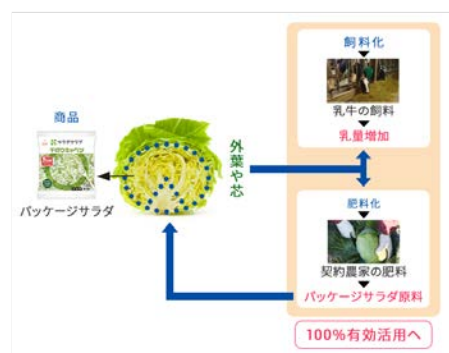 飼料化
乳牛の飼料
乳量増加
商品
パッケージサラダ
外葉や芯
肥料化
契約農家の肥料
パッケージサラダ原料
100%有効活用へ